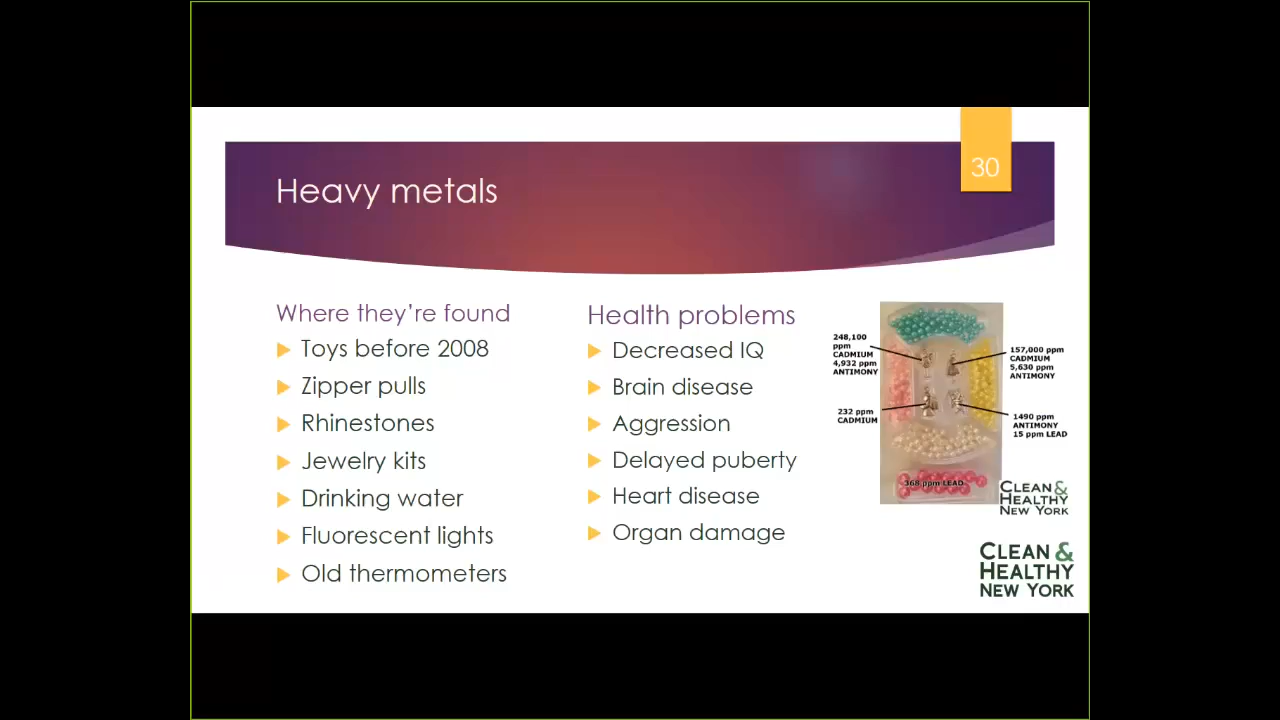 30
Heavy metals
Where they're found
Toys before 2008
Zipper pulls
Rhinestones
Jewelry kits
Drinking water
Fluorescent lights
Old thermometers
Health problems
Decreased IQ
Brain disease
Aggression
Delayed puberty
Heart disease
Organ damage
248,100
ppm
CADMIUM
4,932 ppm
ANTIMONY
157,000 ppm
CADMIUM
5,630 ppm
ANTIMONY
232 ppm
CADMIUM
1490 ppm
ANTIMONY
15 ppm LEAD
368 ppm LEAD
CLEAN &
HEALTHY
NEW YORK
CLEAN &
HEALTHY
NEW YORK